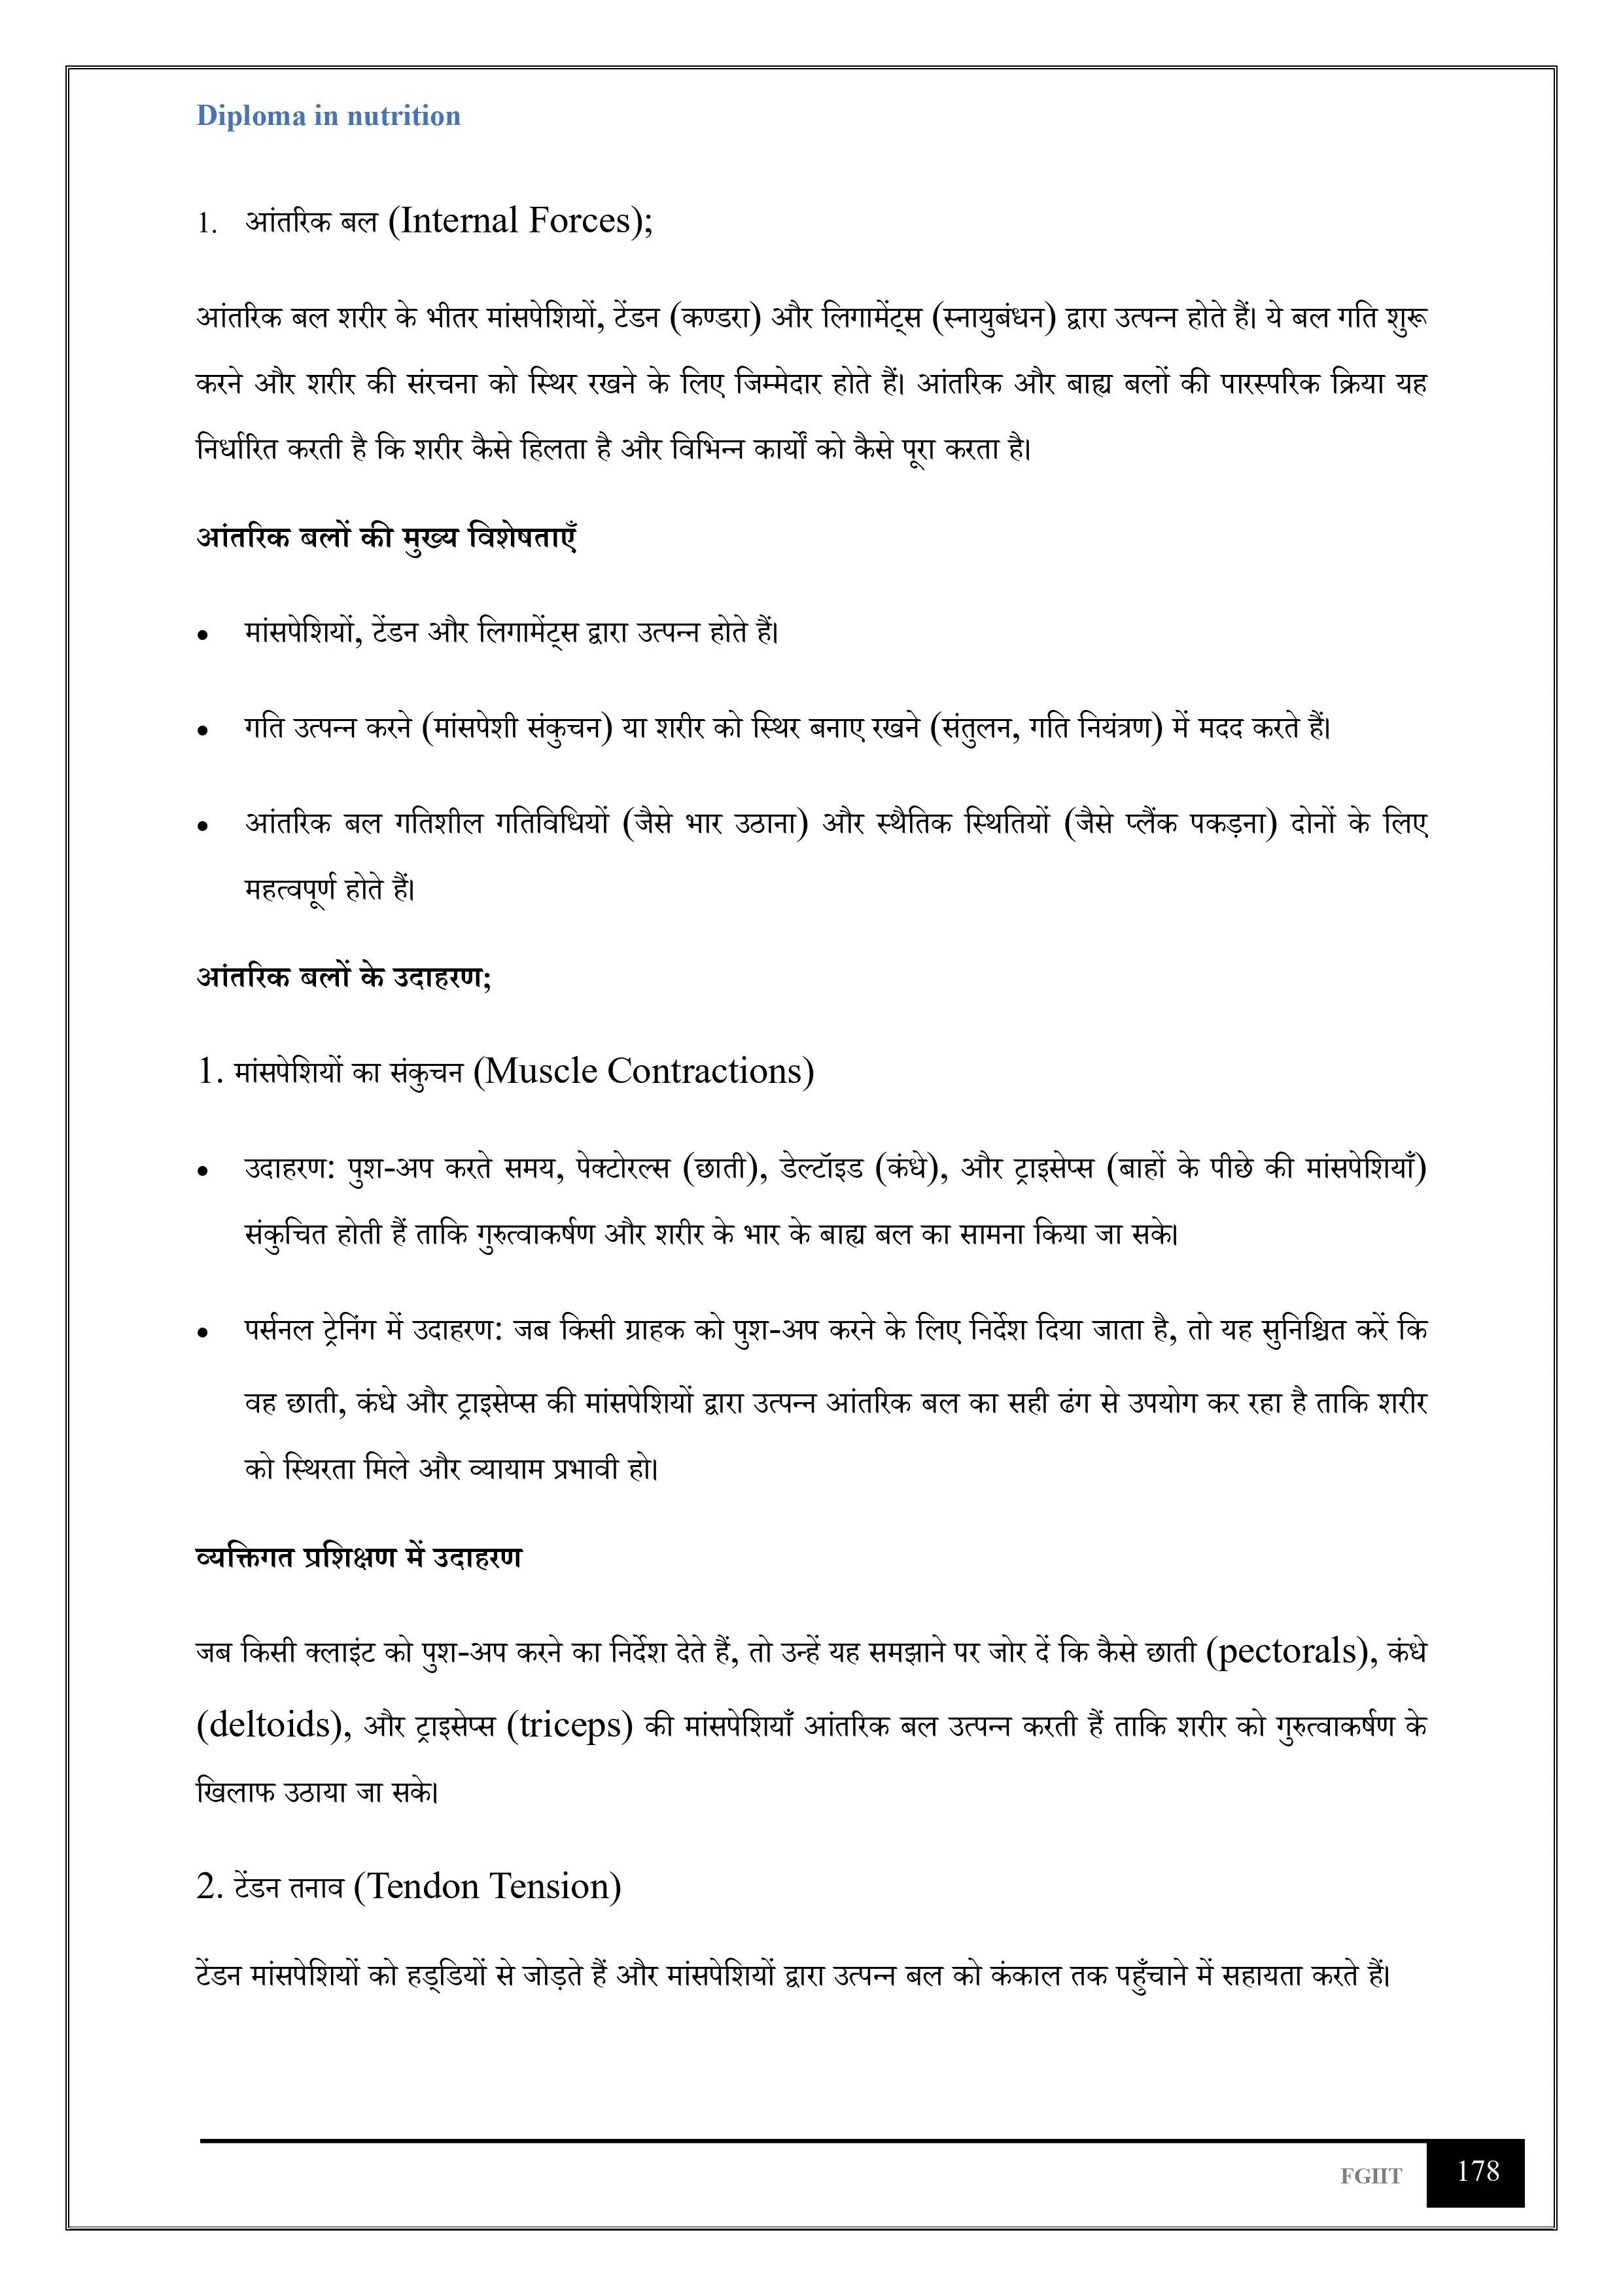 Diploma in nutrition
1. आंतरिक बल (Internal Forces);
आंतरिक बल शरीर के भीतर मांसपेशियों, टेंडन (कण्डरा) और लिगामेंट्स (स्नायुबंधन) द्वारा उत्पन्न होते हैं। ये बल गति शुरू
करने और शरीर की संरचना को स्थिर रखने के लिए जिम्मेदार होते हैं। आंतरिक और बाह्य बलों की पारस्परिक क्रिया यह
निर्धारित करती है कि शरीर कैसे हिलता है और विभिन्न कार्यों को कैसे पूरा करता है।
आंतरिक बलों की मुख्य विशेषताएँ
• मांसपेशियों, टेंडन और लिगामेंट्स द्वारा उत्पन्न होते हैं।
• गति उत्पन्न करने (मांसपेशी संकुचन) या शरीर को स्थिर बनाए रखने (संतुलन, गति नियंत्रण) में मदद करते हैं।
• आंतरिक बल गतिशील गतिविधियों (जैसे भार उठाना) और स्थैतिक स्थितियों (जैसे प्लैंक पकड़ना) दोनों के लिए
महत्वपूर्ण होते हैं।
आंतरिक बलों के उदाहरण;
1. मांसपेशियों का संकुचन (Muscle Contractions)
• उदाहरण: पुश-अप करते समय, पेक्टोरल्स (छाती), डेल्टॉइड (कंधे), और ट्राइसेप्स (बाहों के पीछे की मांसपेशियाँ)
संकुचित होती हैं ताकि गुरुत्वाकर्षण और शरीर के भार के बाह्य बल का सामना किया जा सके।
• पर्सनल ट्रेनिंग में उदाहरण: जब किसी ग्राहक को पुश-अप करने के लिए निर्देश दिया जाता है, तो यह सुनिश्चित करें कि
वह छाती, कंधे और ट्राइसेप्स की मांसपेशियों द्वारा उत्पन्न आंतरिक बल का सही ढंग से उपयोग कर रहा है ताकि शरीर
को स्थिरता मिले और व्यायाम प्रभावी हो।
व्यक्तिगत प्रशिक्षण में उदाहरण
जब किसी क्लाइंट को पुश-अप करने का निर्देश देते हैं, तो उन्हें यह समझाने पर जोर दें कि कैसे छाती (pectorals), कंधे
(deltoids), और ट्राइसेप्स (triceps) की मांसपेशियाँ आंतरिक बल उत्पन्न करती हैं ताकि शरीर को गुरुत्वाकर्षण के
खिलाफ उठाया जा सके।
2. टेंडन तनाव (Tendon Tension)
टेंडन मांसपेशियों को हड्डियों से जोड़ते हैं और मांसपेशियों द्वारा उत्पन्न बल को कंकाल तक पहुँचाने में सहायता करते हैं।
FGIIT 178